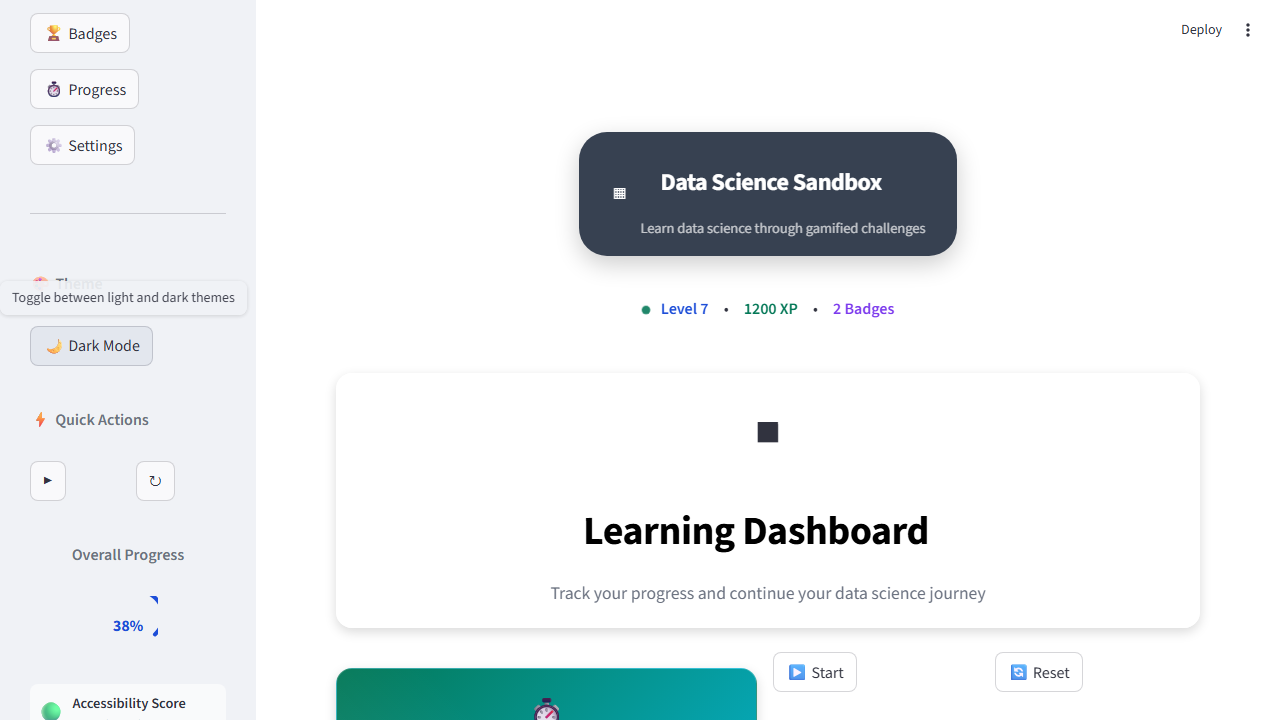 Badges
Progress
Settings
Theme
Toggle between light and dark themes
Dark Mode
Quick Actions
Overall Progress
38%
Accessibility Score
Deploy
Data Science Sandbox
Learn data science through gamified challenges
Level 7 • 1200 XP • 2 Badges
Learning Dashboard
Track your progress and continue your data science journey
Start
Reset